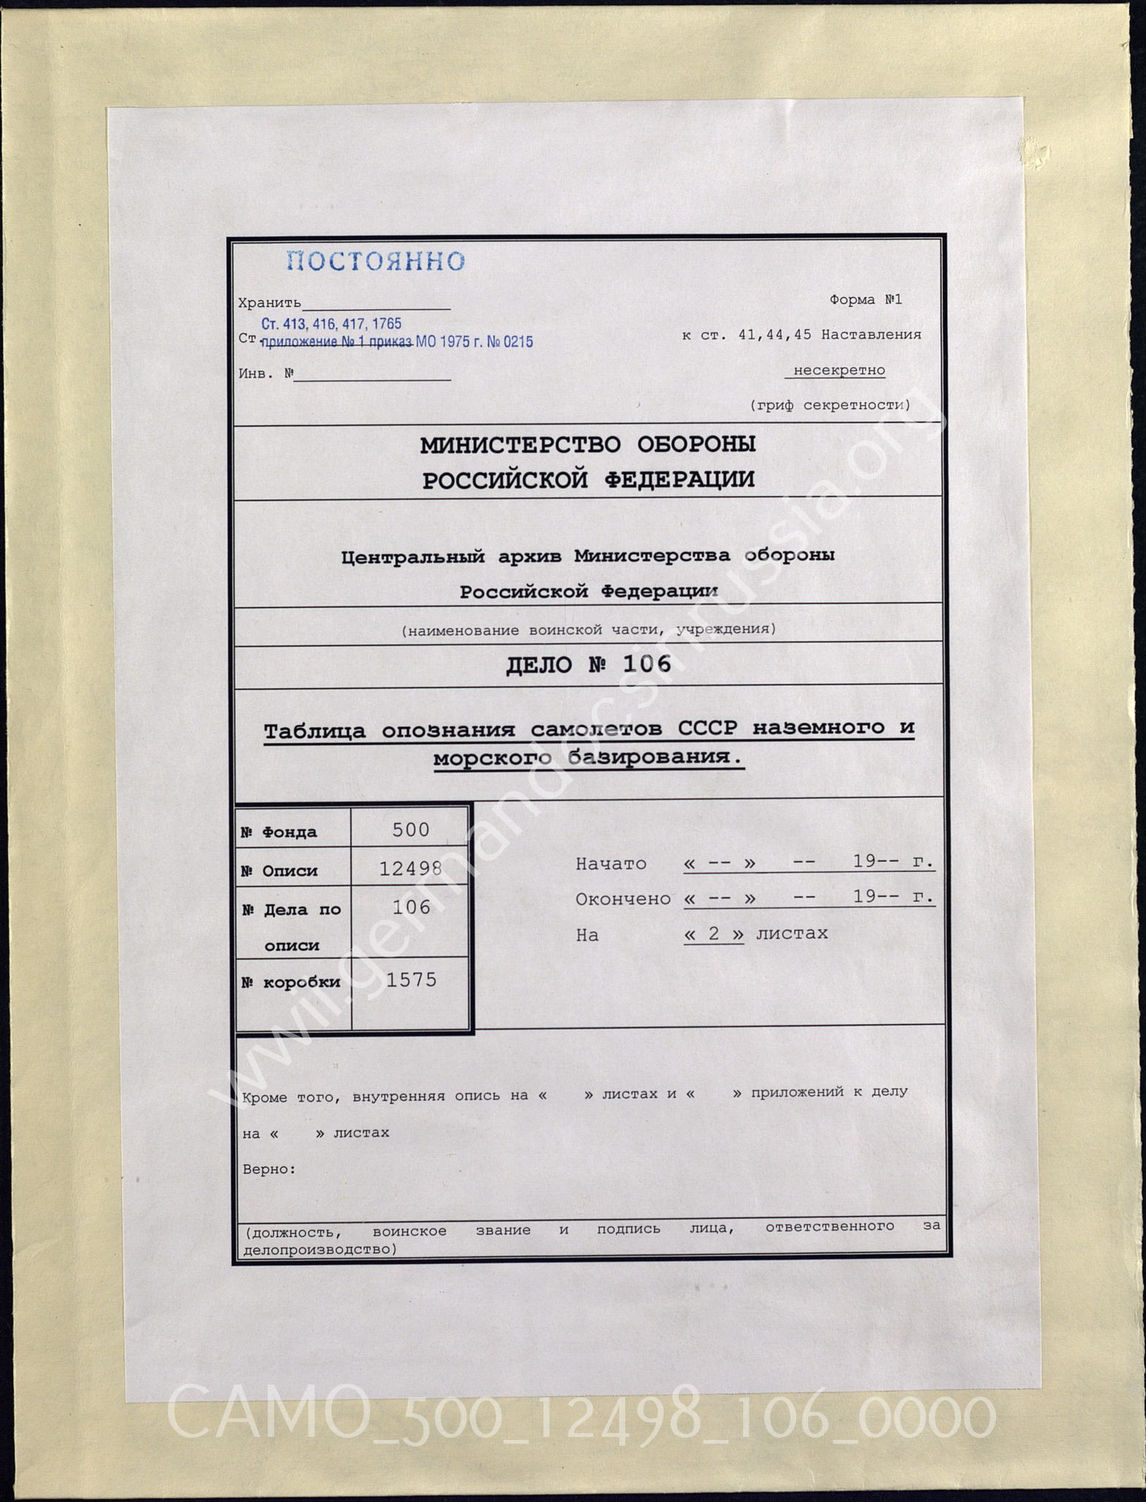 ПОСТОЯННО
Хранить
Форма №1
Ст. 413, 416, 417, 1765
Ст. приложение № 1 приказ МО 1975 г. № 0215
к ст. 41,44,45 Наставления
Инв. №
несекретно
(гриф секретности)
МИНИСТЕРСТВО ОБОРОНЫ
РОССИЙСКОЙ ФЕДЕРАЦИИ
Центральный архив Министерства обороны
Российской Федерации
(наименование воинской части, учреждения)
ДЕЛО № 106
Таблица опознания самолетов СССР наземного и
морского базирования.
№ Фонда 500
№ Описи 12498
№ Дела по 106
описи
№ коробки 1575
Начато « -- » -- 19-- г.
Окончено « -- » -- 19-- г.
На « 2 » листах
Кроме того, внутренняя опись на « » листах и « » приложений к делу
на « » листах
Верно:
(должность, воинское звание и подпись лица, ответственного за
делопроизводство)
www.germandocsinrussia.org
CAMO_500_12498_106_0000